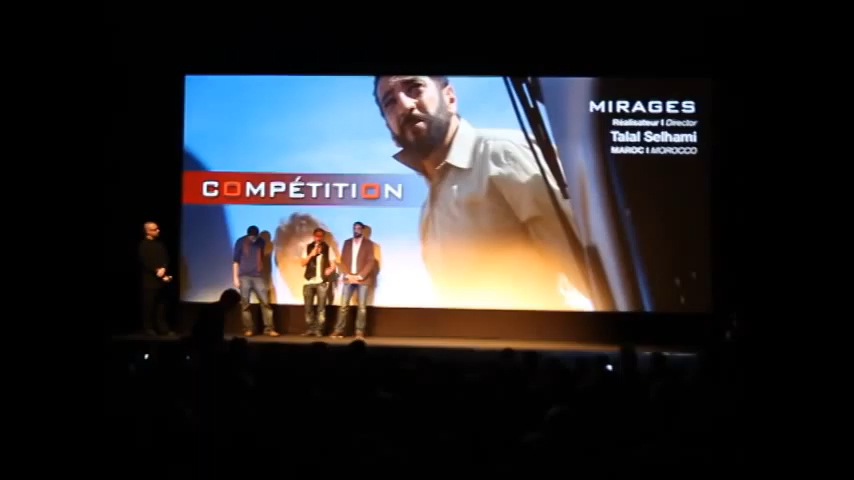 MIRAGES
Réalisateur I Director
Talal Selhami
MAROC I MOROCCO
COMPÉTITION